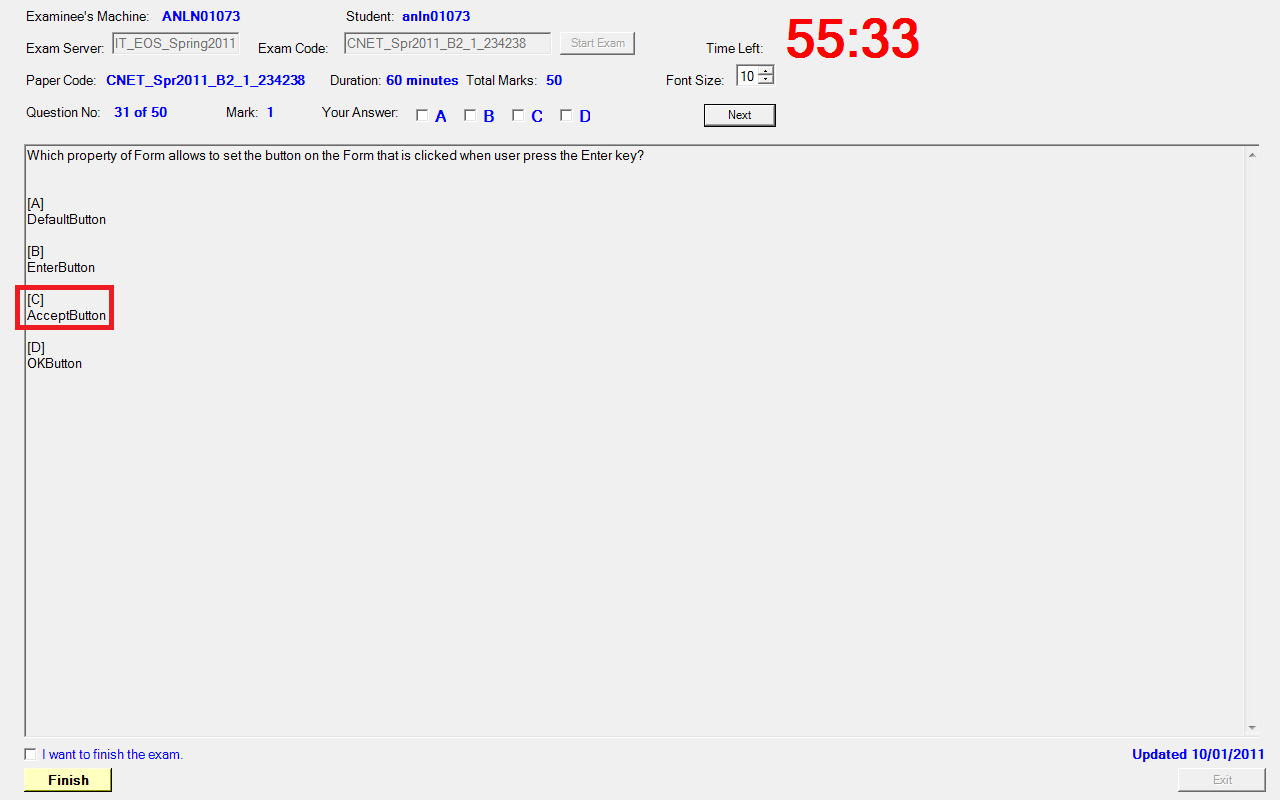 Examinee's Machine: ANLN01073 Student: anln01073
Exam Server: IT_EOS_Spring2011 Exam Code: CNET_Spr2011_B2_1_234238 Start Exam Time Left: 55:33
Paper Code: CNET_Spr2011_B2_1_234238 Duration: 60 minutes Total Marks: 50 Font Size: 10
Question No: 31 of 50 Mark: 1 Your Answer: A B C D Next
Which property of Form allows to set the button on the Form that is clicked when user press the Enter key?
[A]
DefaultButton
[B]
EnterButton
[C]
AcceptButton
[D]
OKButton
I want to finish the exam. Updated 10/01/2011
Finish Exit